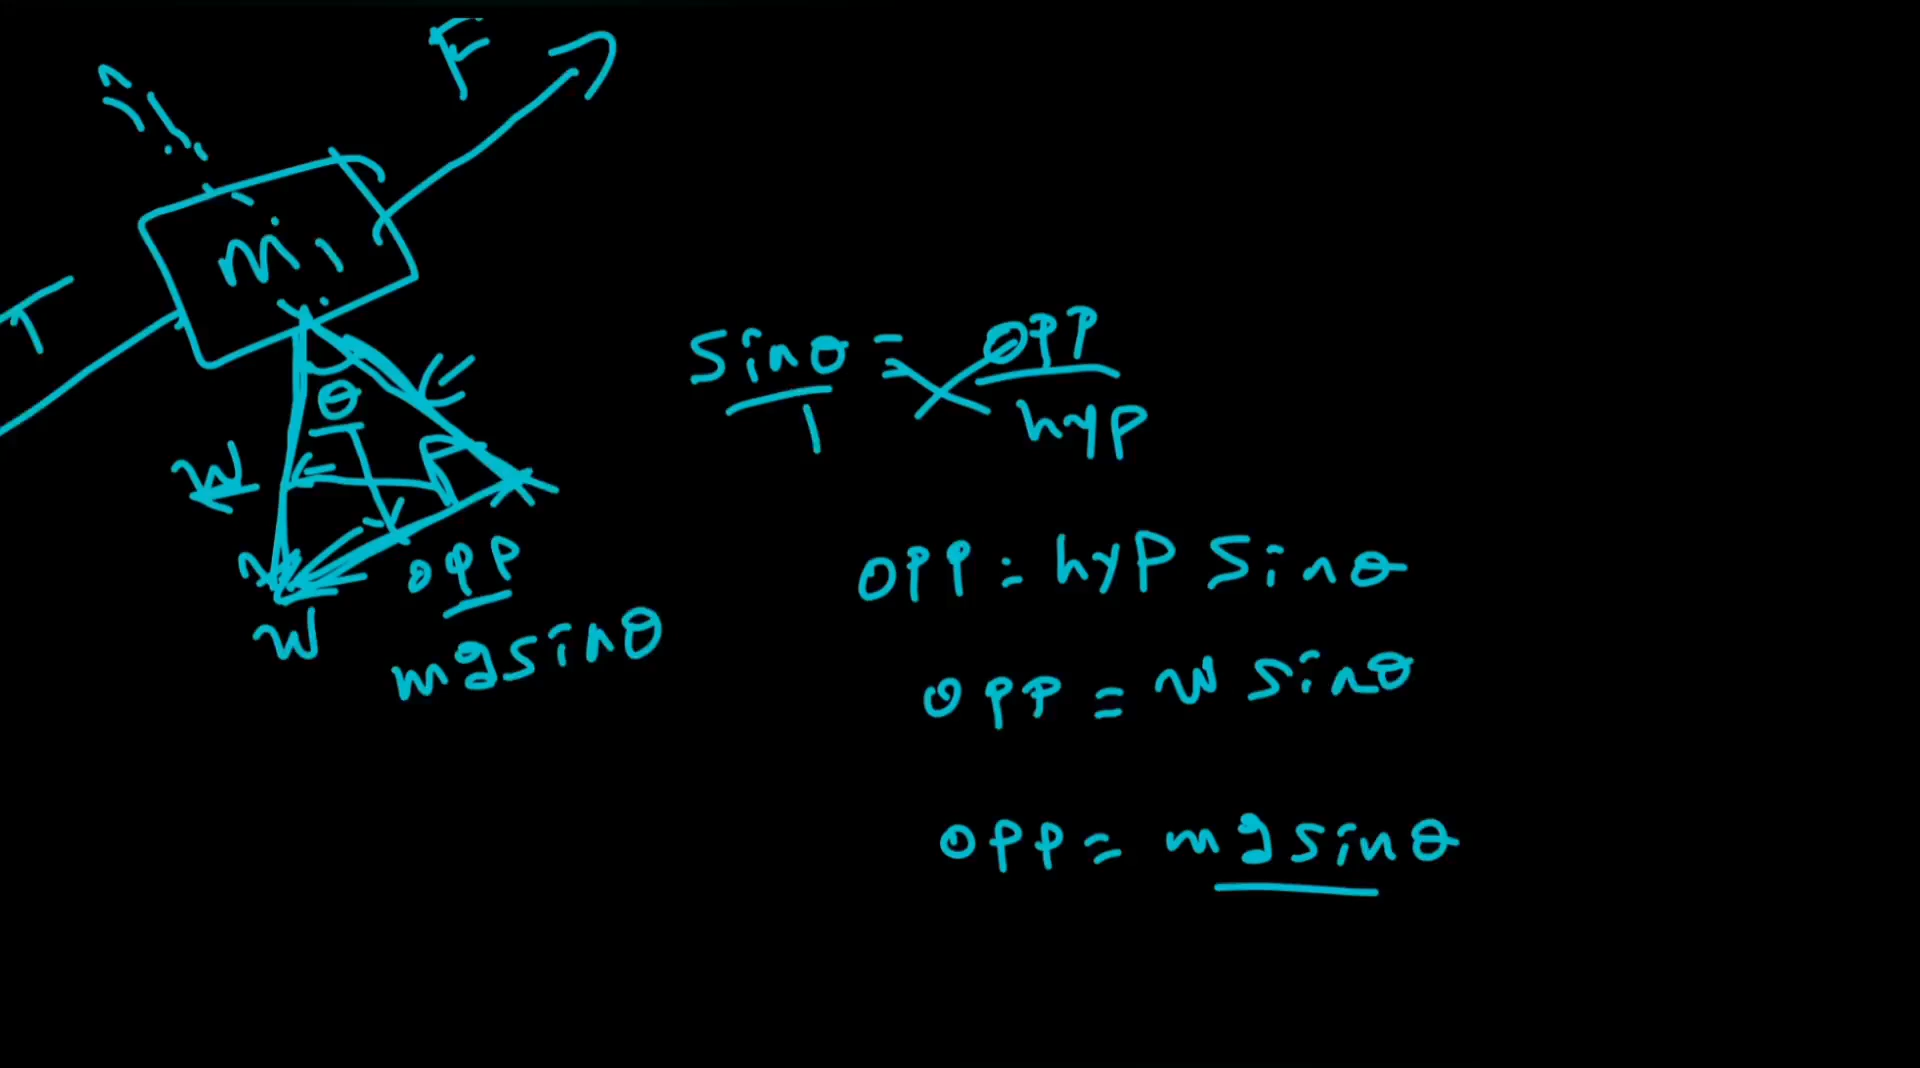 F
m1
T
θ
W
W
opp
mgsinθ
Sinθ = opp
1 hyp
opp = hyp Sinθ
opp = W sinθ
opp = mgsinθ